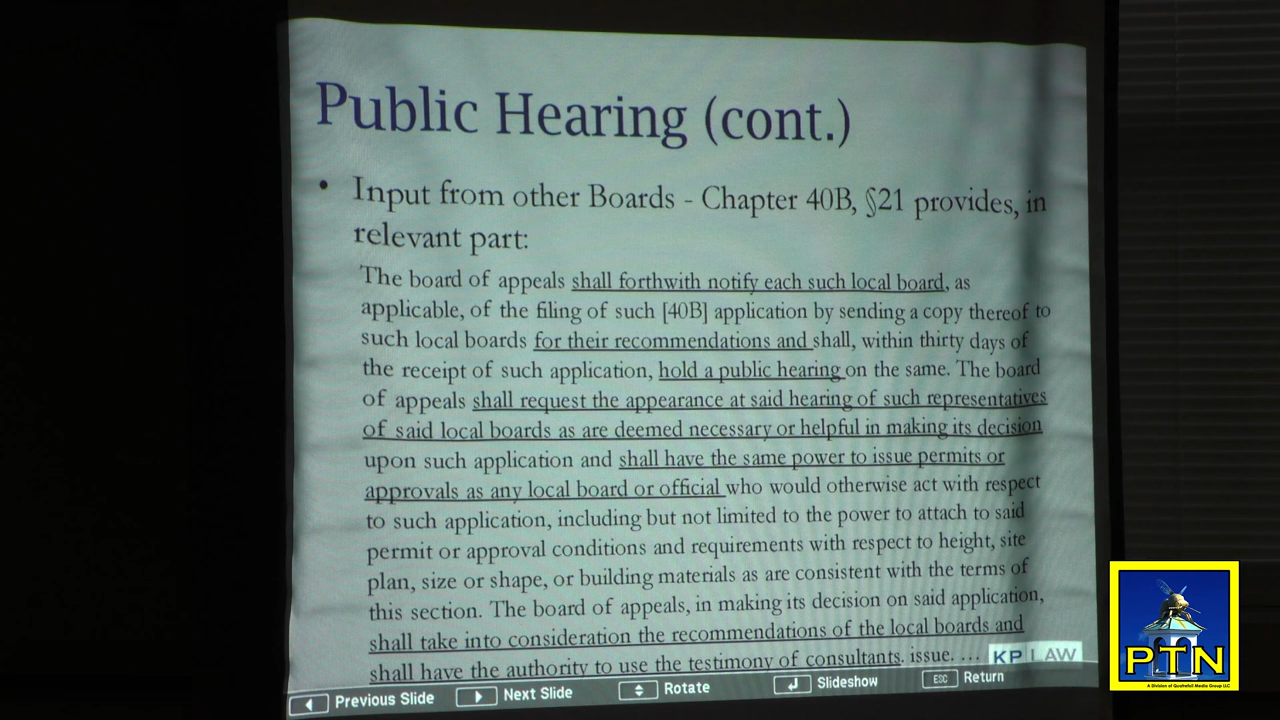 Public Hearing (cont.)
• Input from other Boards - Chapter 40B, §21 provides, in
relevant part:
The board of appeals shall forthwith notify each such local board, as
applicable, of the filing of such [40B] application by sending a copy thereof to
such local boards for their recommendations and shall, within thirty days of
the receipt of such application, hold a public hearing on the same. The board
of appeals shall request the appearance at said hearing of such representatives
of said local boards as are deemed necessary or helpful in making its decision
upon such application and shall have the same power to issue permits or
approvals as any local board or official who would otherwise act with respect
to such application, including but not limited to the power to attach to said
permit or approval conditions and requirements with respect to height, site
plan, size or shape, or building materials as are consistent with the terms of
this section. The board of appeals, in making its decision on said application,
shall take into consideration the recommendations of the local boards and
shall have the authority to use the testimony of consultants. issue. ...
KP LAW
Previous Slide Next Slide Rotate Slideshow ESC Return
PTN
A Division of Quatrefoil Media Group LLC